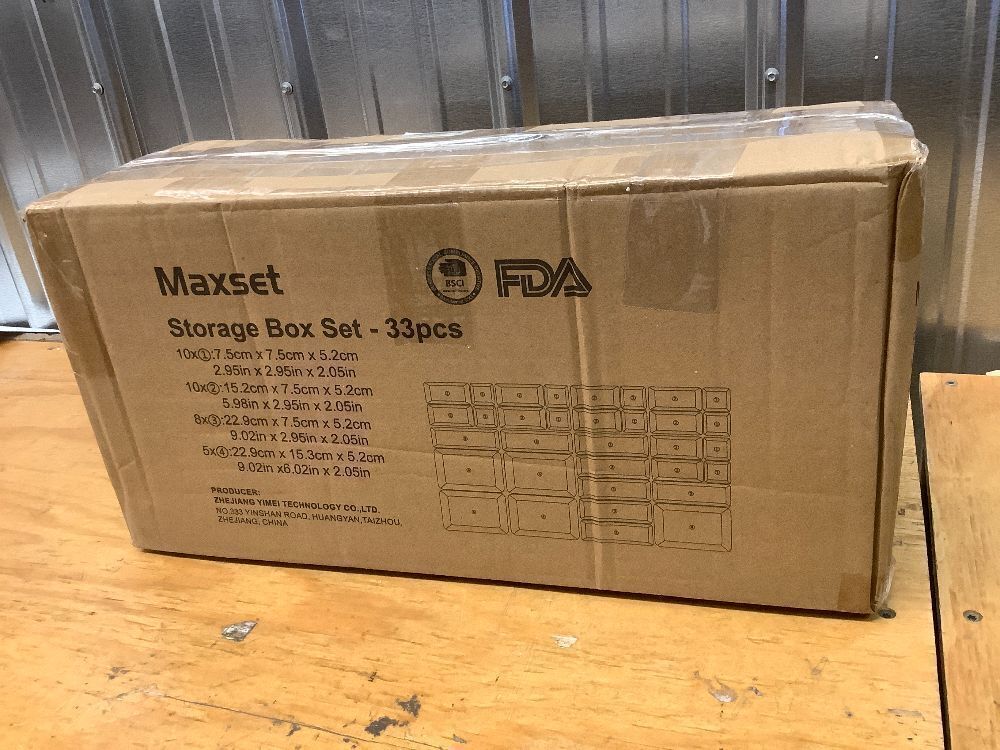 Maxset
BSCI
FDA
Storage Box Set - 33pcs
10x①:7.5cm x 7.5cm x 5.2cm
2.95in x 2.95in x 2.05in
10x②:15.2cm x 7.5cm x 5.2cm
5.98in x 2.95in x 2.05in
8x③:22.9cm x 7.5cm x 5.2cm
9.02in x 2.95in x 2.05in
5x④:22.9cm x 15.3cm x 5.2cm
9.02in x6.02in x 2.05in
PRODUCER:
ZHEJIANG YIMEI TECHNOLOGY CO.,LTD.
NO.333 YINSHAN ROAD, HUANGYAN,TAIZHOU,
ZHEJIANG, CHINA